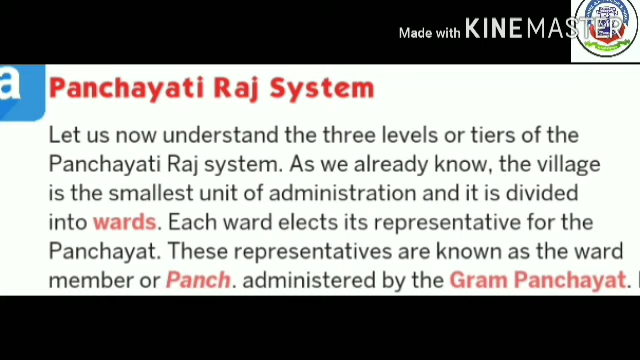 Made with KINEMASTER
a
Panchayati Raj System
Let us now understand the three levels or tiers of the
Panchayati Raj system. As we already know, the village
is the smallest unit of administration and it is divided
into wards. Each ward elects its representative for the
Panchayat. These representatives are known as the ward
member or Panch. administered by the Gram Panchayat.